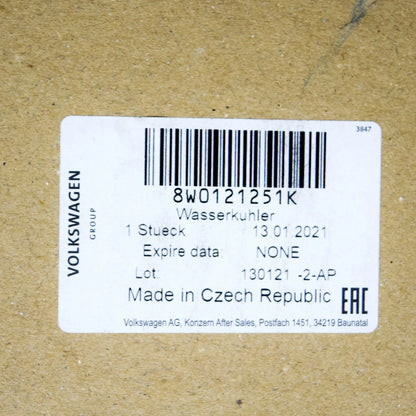 3847
VOLKSWAGEN
GROUP
8W0121251K
Wasserkuhler
1 Stueck 13 01 2021
Expire data NONE
Lot: 130121 -2-AP
Made in Czech Republic EAC
Volkswagen AG, Konzern After Sales, Postfach 1451, 34219 Baunatal